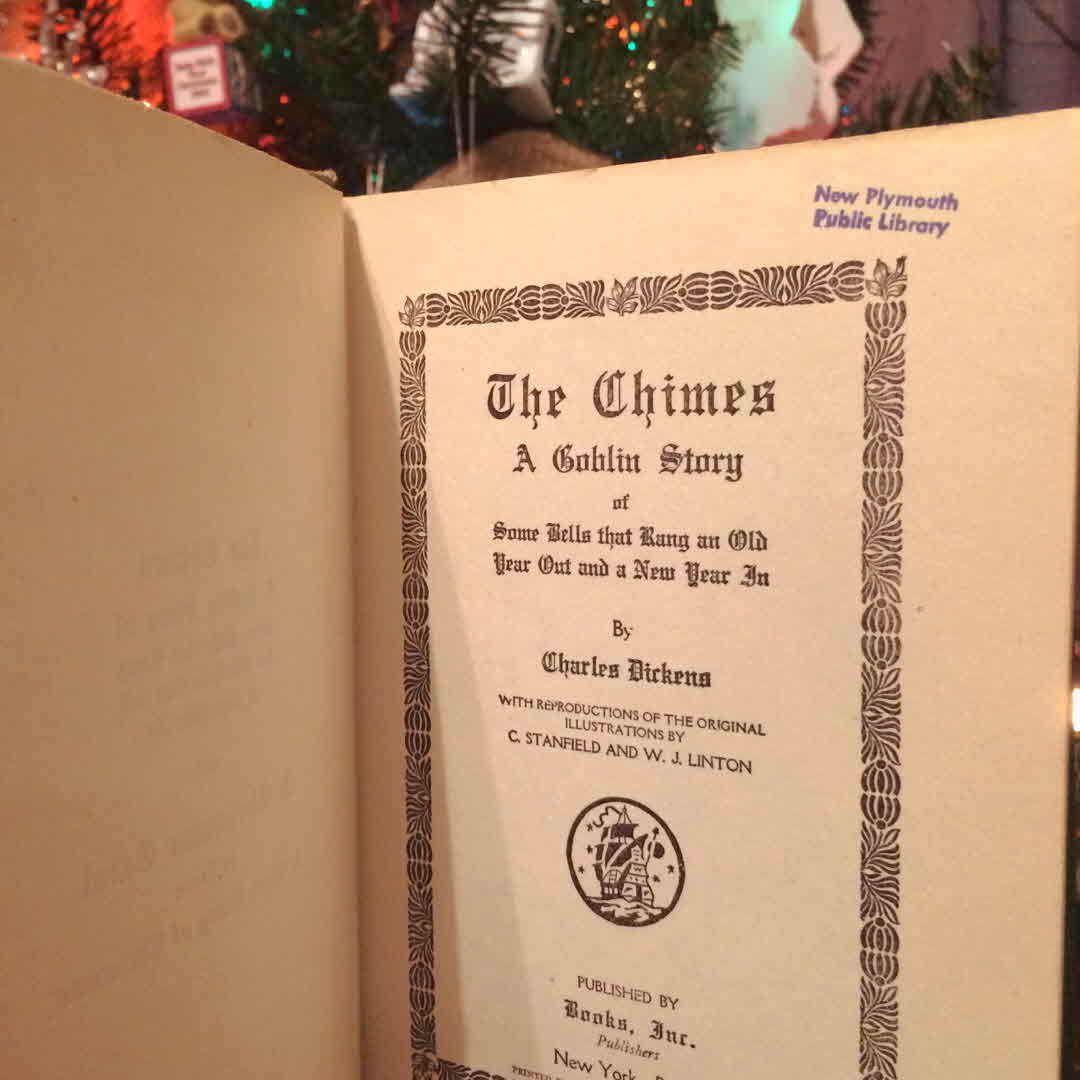 New Plymouth
Public Library
The Chimes
A Goblin Story
of
Some Bells that Rang an Old
Year Out and a New Year In
By
Charles Dickens
WITH REPRODUCTIONS OF THE ORIGINAL
ILLUSTRATIONS BY
C. STANFIELD AND W. J. LINTON
PUBLISHED BY
Books, Inc.
Publishers
New York
PRINTED